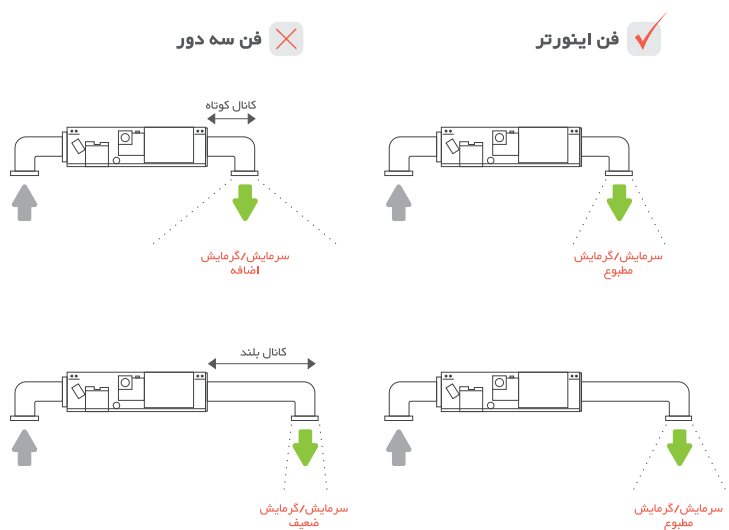 فن اینورتر
فن سه دور
کانال کوتاه
سرمایش/گرمایش
مطبوع
سرمایش/گرمایش
اضافه
کانال بلند
سرمایش/گرمایش
مطبوع
سرمایش/گرمایش
ضعیف